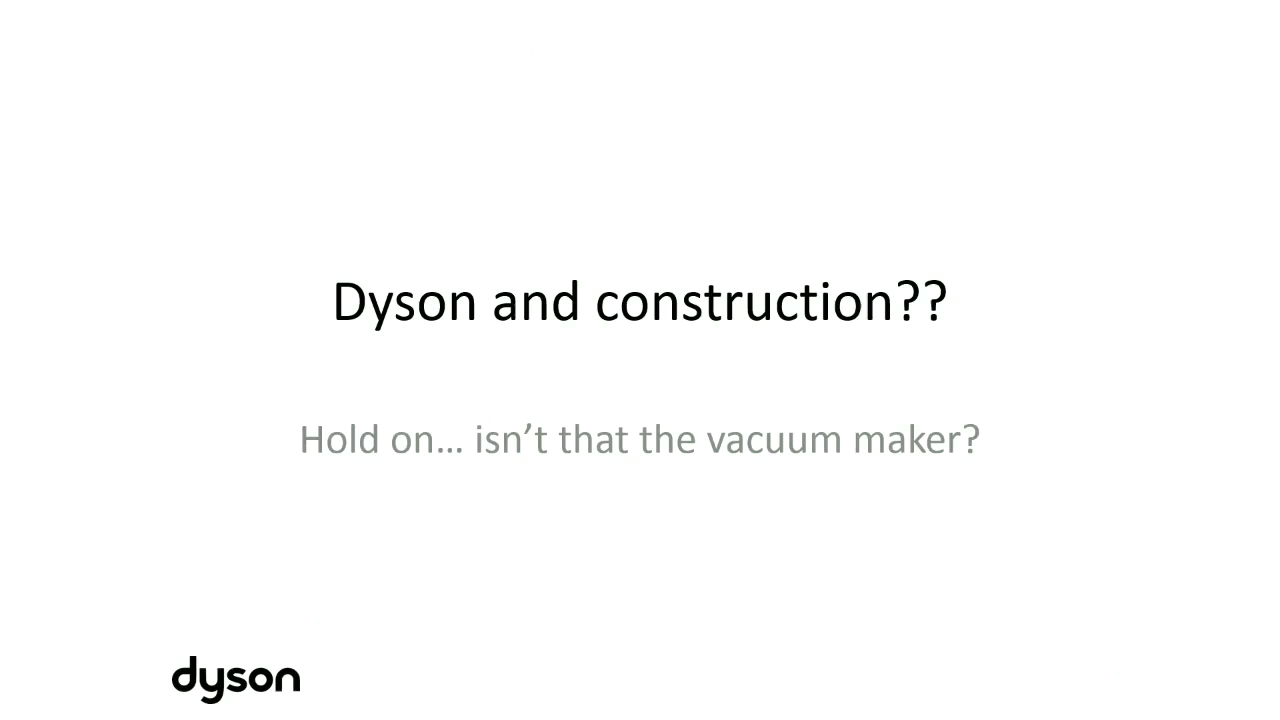 Dyson and construction??
Hold on… isn’t that the vacuum maker?
dyson